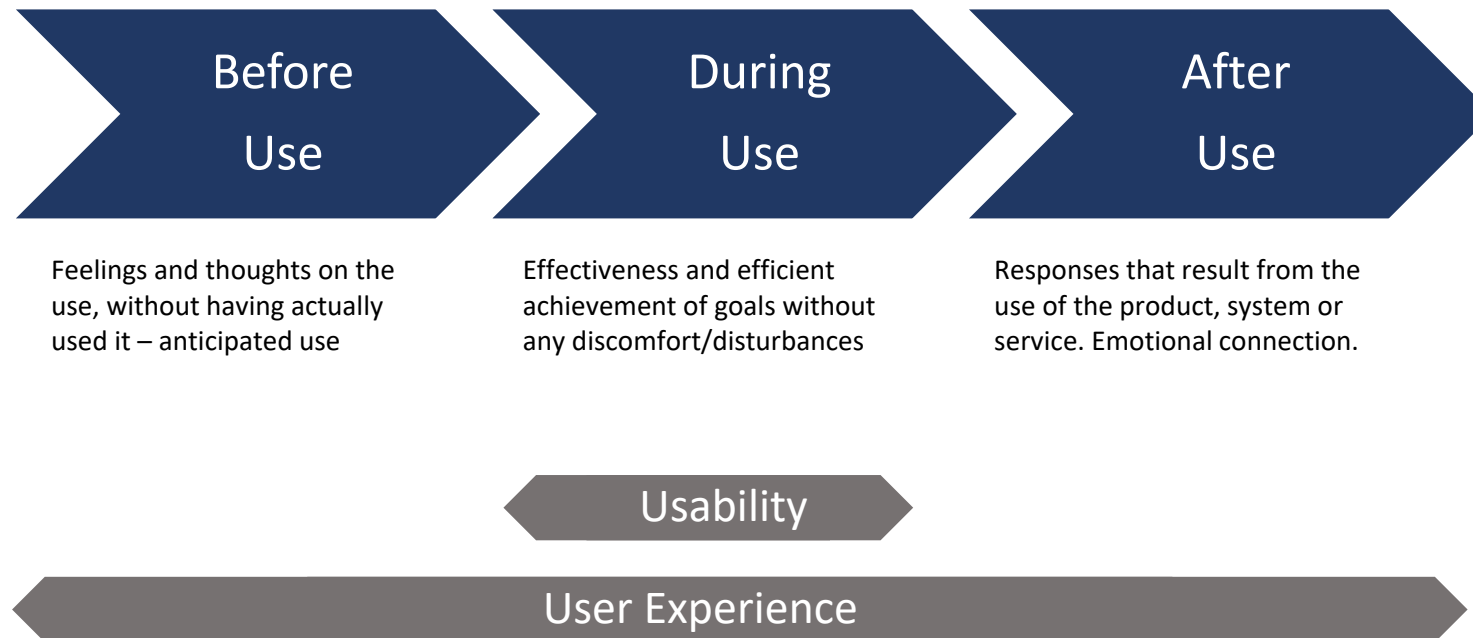 Before
Use
During
Use
After
Use
Feelings and thoughts on the
use, without having actually
used it – anticipated use
Effectiveness and efficient
achievement of goals without
any discomfort/disturbances
Responses that result from the
use of the product, system or
service. Emotional connection.
Usability
User Experience